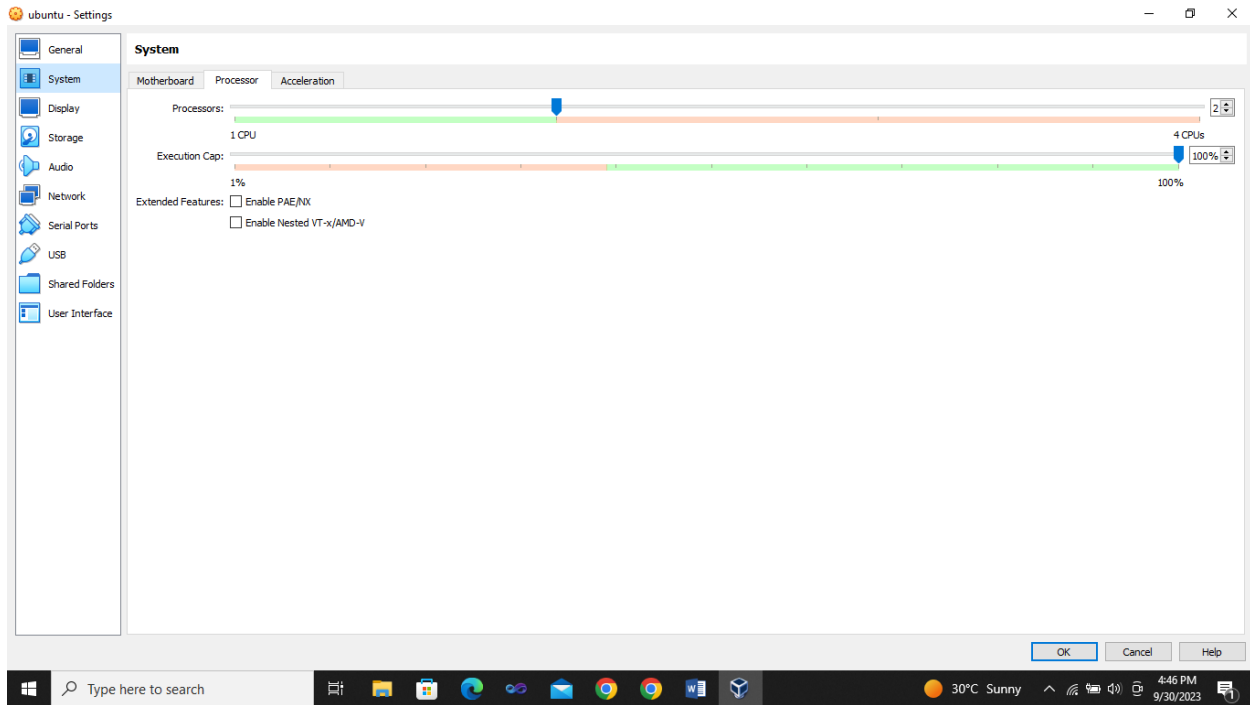 ubuntu - Settings
General
System
Display
Storage
Audio
Network
Serial Ports
USB
Shared Folders
User Interface
System
Motherboard Processor Acceleration
Processors: 2
1 CPU 4 CPUs
Execution Cap: 100%
1% 100%
Extended Features: Enable PAE/NX
Enable Nested VT-x/AMD-V
OK Cancel Help
Type here to search
30°C Sunny
4:46 PM
9/30/2023
1